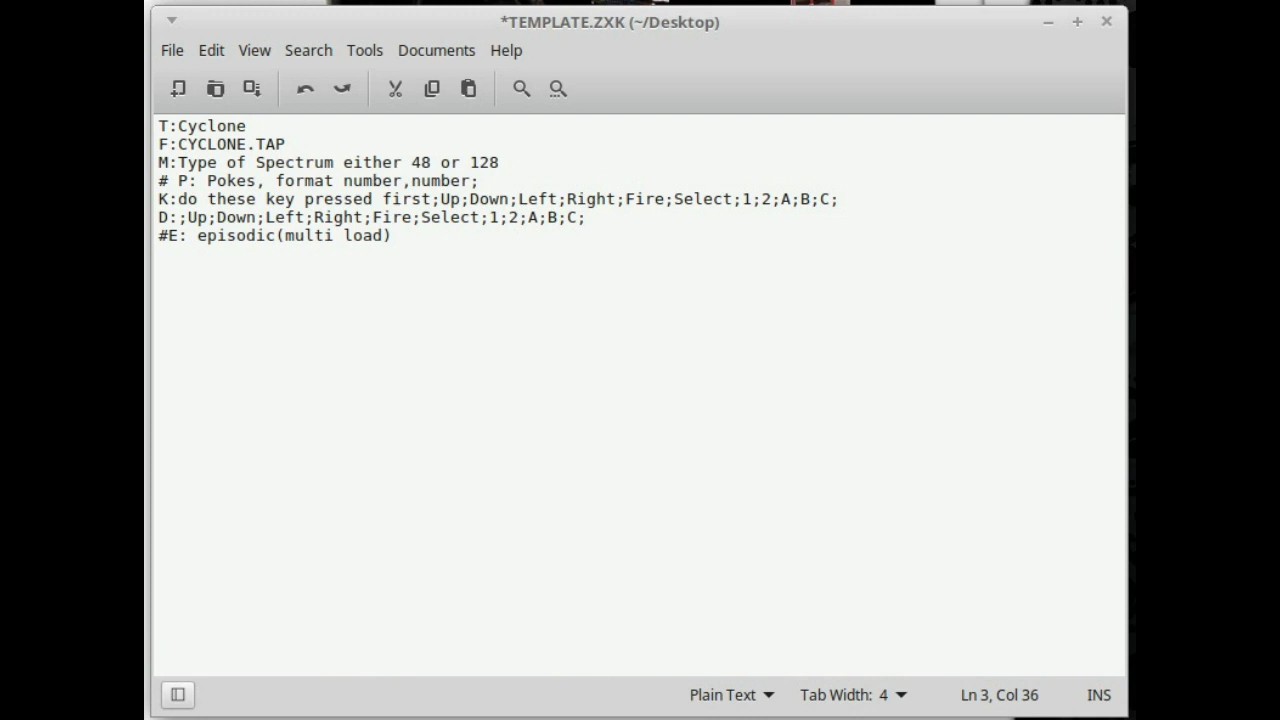 *TEMPLATE.ZXK (~/Desktop)
File Edit View Search Tools Documents Help
T:Cyclone
F:CYCLONE.TAP
M:Type of Spectrum either 48 or 128
# P: Pokes, format number,number;
K:do these key pressed first;Up;Down;Left;Right;Fire;Select;1;2;A;B;C;
D:;Up;Down;Left;Right;Fire;Select;1;2;A;B;C;
#E: episodic(multi load)
Plain Text Tab Width: 4 Ln 3, Col 36 INS